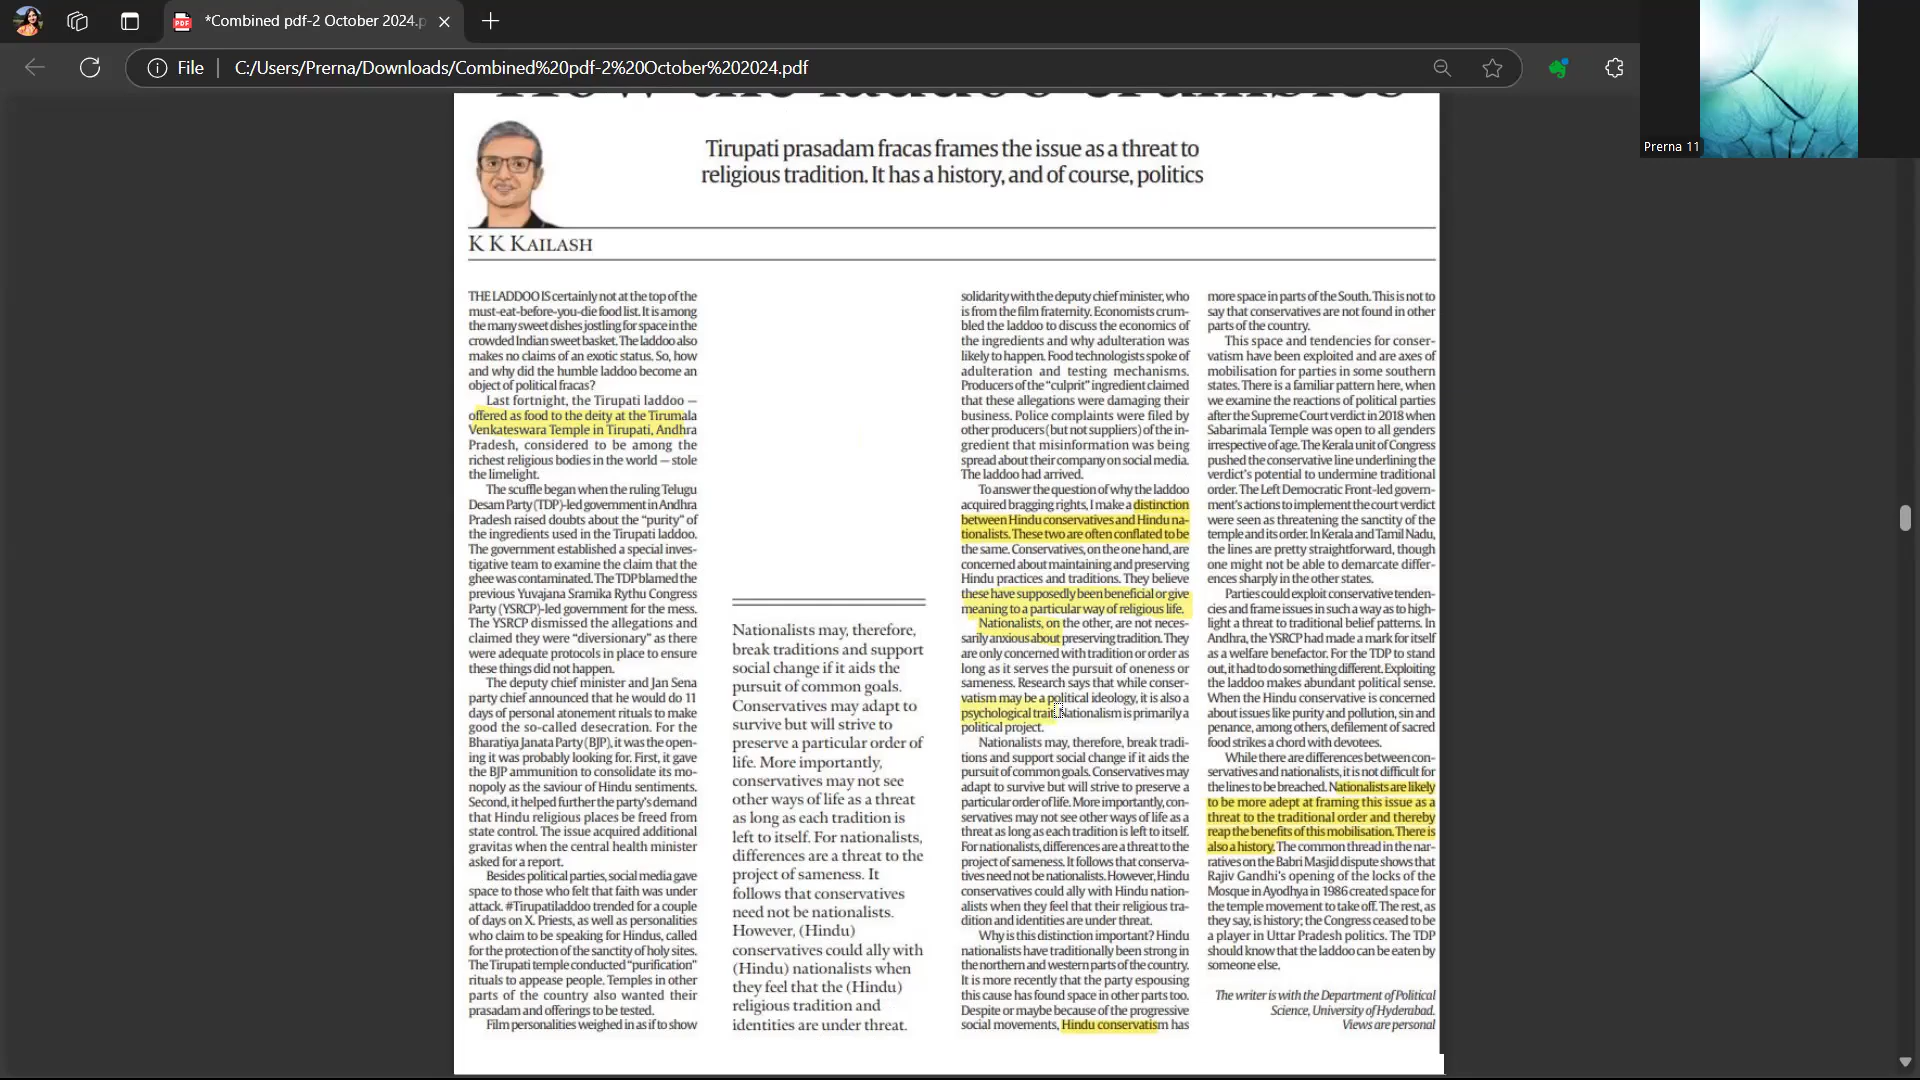 *Combined pdf-2 October 2024.p
File
C:/Users/Prerna/Downloads/Combined%20pdf-2%20October%202024.pdf
Prerna 11
How the laddoo crumbles
Tirupati prasadam fracas frames the issue as a threat to
religious tradition. It has a history, and of course, politics
K K KAILASH
THE LADDOO IS certainly not at the top of the
must-eat-before-you-die food list. It is among
the many sweet dishes jostling for space in the
crowded Indian sweet basket. The laddoo also
makes no claims of an exotic status. So, how
and why did the humble laddoo become an
object of political fracas?
Last fortnight, the Tirupati laddoo —
offered as food to the deity at the Tirumala
Venkateswara Temple in Tirupati, Andhra
Pradesh, considered to be among the
richest religious bodies in the world — stole
the limelight.
The scuffle began when the ruling Telugu
Desam Party (TDP)-led government in Andhra
Pradesh raised doubts about the “purity” of
the ingredients used in the Tirupati laddoo.
The government established a special inves-
tigative team to examine the claim that the
ghee was contaminated. The TDP blamed the
previous Yuvajana Sramika Rythu Congress
Party (YSRCP)-led government for the mess.
The YSRCP dismissed the allegations and
claimed they were “diversionary” as there
were adequate protocols in place to ensure
these things did not happen.
The deputy chief minister and Jan Sena
party chief announced that he would do 11
days of personal atonement rituals to make
good the so-called desecration. For the
Bharatiya Janata Party (BJP), it was the open-
ing it was probably looking for. First, it gave
the BJP ammunition to consolidate its mo-
nopoly as the saviour of Hindu sentiments.
Second, it helped further the party’s demand
that Hindu religious places be freed from
state control. The issue acquired additional
gravitas when the central health minister
asked for a report.
Besides political parties, social media gave
space to those who felt that faith was under
attack. #Tirupatiladdoo trended for a couple
of days on X. Priests, as well as personalities
who claim to be speaking for Hindus, called
for the protection of the sanctity of holy sites.
The Tirupati temple conducted “purification”
rituals to appease people. Temples in other
parts of the country also wanted their
prasadam and offerings to be tested.
Film personalities weighed in as if to show
Nationalists may, therefore,
break traditions and support
social change if it aids the
pursuit of common goals.
Conservatives may adapt to
survive but will strive to
preserve a particular order of
life. More importantly,
conservatives may not see
other ways of life as a threat
as long as each tradition is
left to itself. For nationalists,
differences are a threat to the
project of sameness. It
follows that conservatives
need not be nationalists.
However, (Hindu)
conservatives could ally with
(Hindu) nationalists when
they feel that the (Hindu)
religious tradition and
identities are under threat.
solidarity with the deputy chief minister, who
is from the film fraternity. Economists crum-
bled the laddoo to discuss the economics of
the ingredients and why adulteration was
likely to happen. Food technologists spoke of
adulteration and testing mechanisms.
Producers of the “culprit” ingredient claimed
that these allegations were damaging their
business. Police complaints were filed by
other producers (but not suppliers) of the in-
gredient that misinformation was being
spread about their company on social media.
The laddoo had arrived.
To answer the question of why the laddoo
acquired bragging rights, I make a distinction
between Hindu conservatives and Hindu na-
tionalists. These two are often conflated to be
the same. Conservatives, on the one hand, are
concerned about maintaining and preserving
Hindu practices and traditions. They believe
these have supposedly been beneficial or give
meaning to a particular way of religious life.
Nationalists, on the other, are not neces-
sarily anxious about preserving tradition. They
are only concerned with tradition or order as
long as it serves the pursuit of oneness or
sameness. Research says that while conser-
vatism may be a political ideology, it is also a
psychological trait. Nationalism is primarily a
political project.
Nationalists may, therefore, break tradi-
tions and support social change if it aids the
pursuit of common goals. Conservatives may
adapt to survive but will strive to preserve a
particular order of life. More importantly, con-
servatives may not see other ways of life as a
threat as long as each tradition is left to itself.
For nationalists, differences are a threat to the
project of sameness. It follows that conserva-
tives need not be nationalists. However, Hindu
conservatives could ally with Hindu nation-
alists when they feel that their religious tra-
dition and identities are under threat.
Why is this distinction important? Hindu
nationalists have traditionally been strong in
the northern and western parts of the country.
It is more recently that the party espousing
this cause has found space in other parts too.
Despite or maybe because of the progressive
social movements, Hindu conservatism has
more space in parts of the South. This is not to
say that conservatives are not found in other
parts of the country.
This space and tendencies for conser-
vatism have been exploited and are axes of
mobilisation for parties in some southern
states. There is a familiar pattern here, when
we examine the reactions of political parties
after the Supreme Court verdict in 2018 when
Sabarimala Temple was open to all genders
irrespective of age. The Kerala unit of Congress
pushed the conservative line underlining the
verdict’s potential to undermine traditional
order. The Left Democratic Front-led govern-
ment’s actions to implement the court verdict
were seen as threatening the sanctity of the
temple and its order. In Kerala and Tamil Nadu,
the lines are pretty straightforward, though
one might not be able to demarcate differ-
ences sharply in the other states.
Parties could exploit conservative tenden-
cies and frame issues in such a way as to high-
light a threat to traditional belief patterns. In
Andhra, the YSRCP had made a mark for itself
as a welfare benefactor. For the TDP to stand
out, it had to do something different. Exploiting
the laddoo makes abundant political sense.
When the Hindu conservative is concerned
about issues like purity and pollution, sin and
penance, among others, defilement of sacred
food strikes a chord with devotees.
While there are differences between con-
servatives and nationalists, it is not difficult for
the lines to be breached. Nationalists are likely
to be more adept at framing this issue as a
threat to the traditional order and thereby
reap the benefits of this mobilisation. There is
also a history. The common thread in the nar-
ratives on the Babri Masjid dispute shows that
Rajiv Gandhi’s opening of the locks of the
Mosque in Ayodhya in 1986 created space for
the temple movement to take off. The rest, as
they say, is history; the Congress ceased to be
a player in Uttar Pradesh politics. The TDP
should know that the laddoo can be eaten by
someone else.
The writer is with the Department of Political
Science, University of Hyderabad.
Views are personal